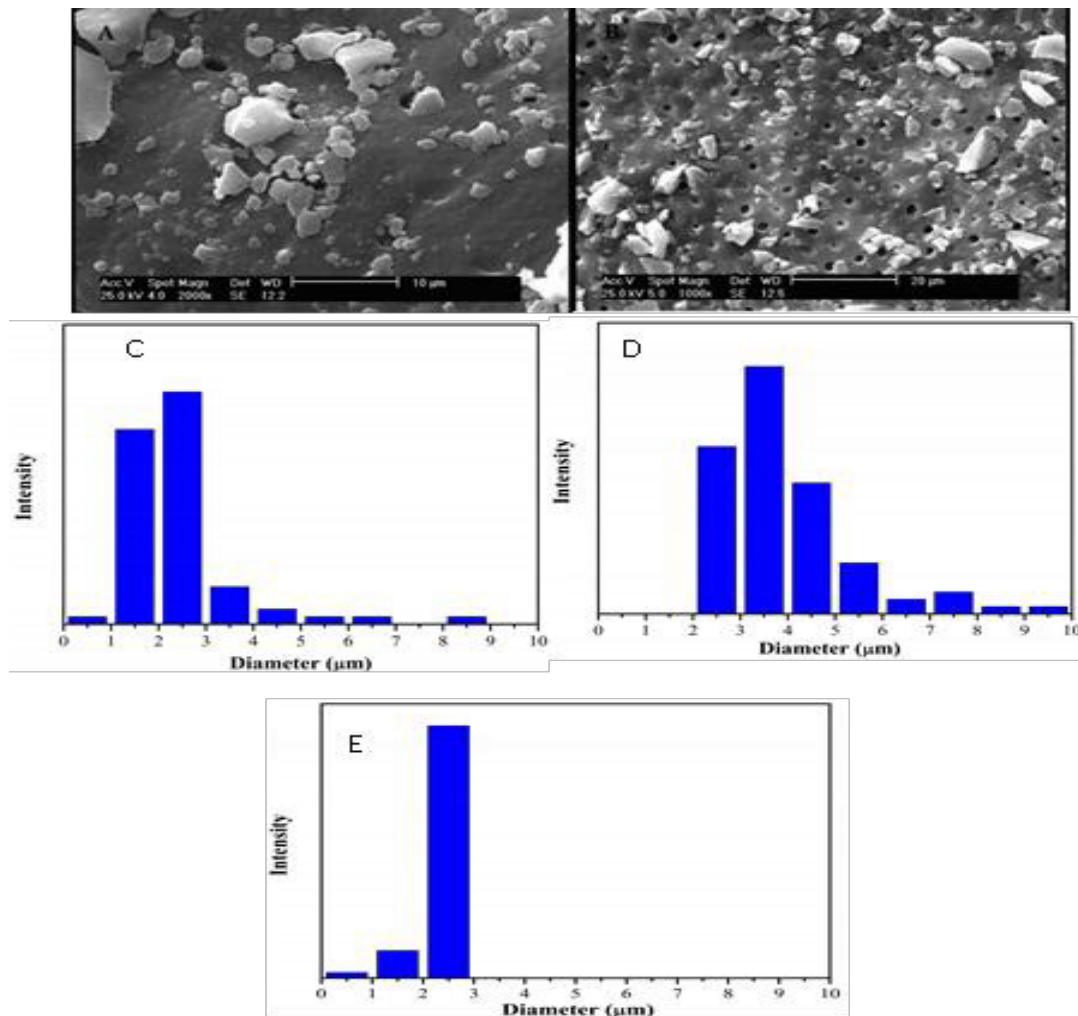 A
B
Acc.V Spot Magn Det WD 10 μm
25.0 kV 4.0 2000x SE 12.2
Acc.V Spot Magn Det WD 20 μm
25.0 kV 5.0 1000x SE 12.5
C
Intensity
0 1 2 3 4 5 6 7 8 9 10
Diameter (μm)
D
Intensity
0 1 2 3 4 5 6 7 8 9 10
Diameter (μm)
E
Intensity
0 1 2 3 4 5 6 7 8 9 10
Diameter (μm)